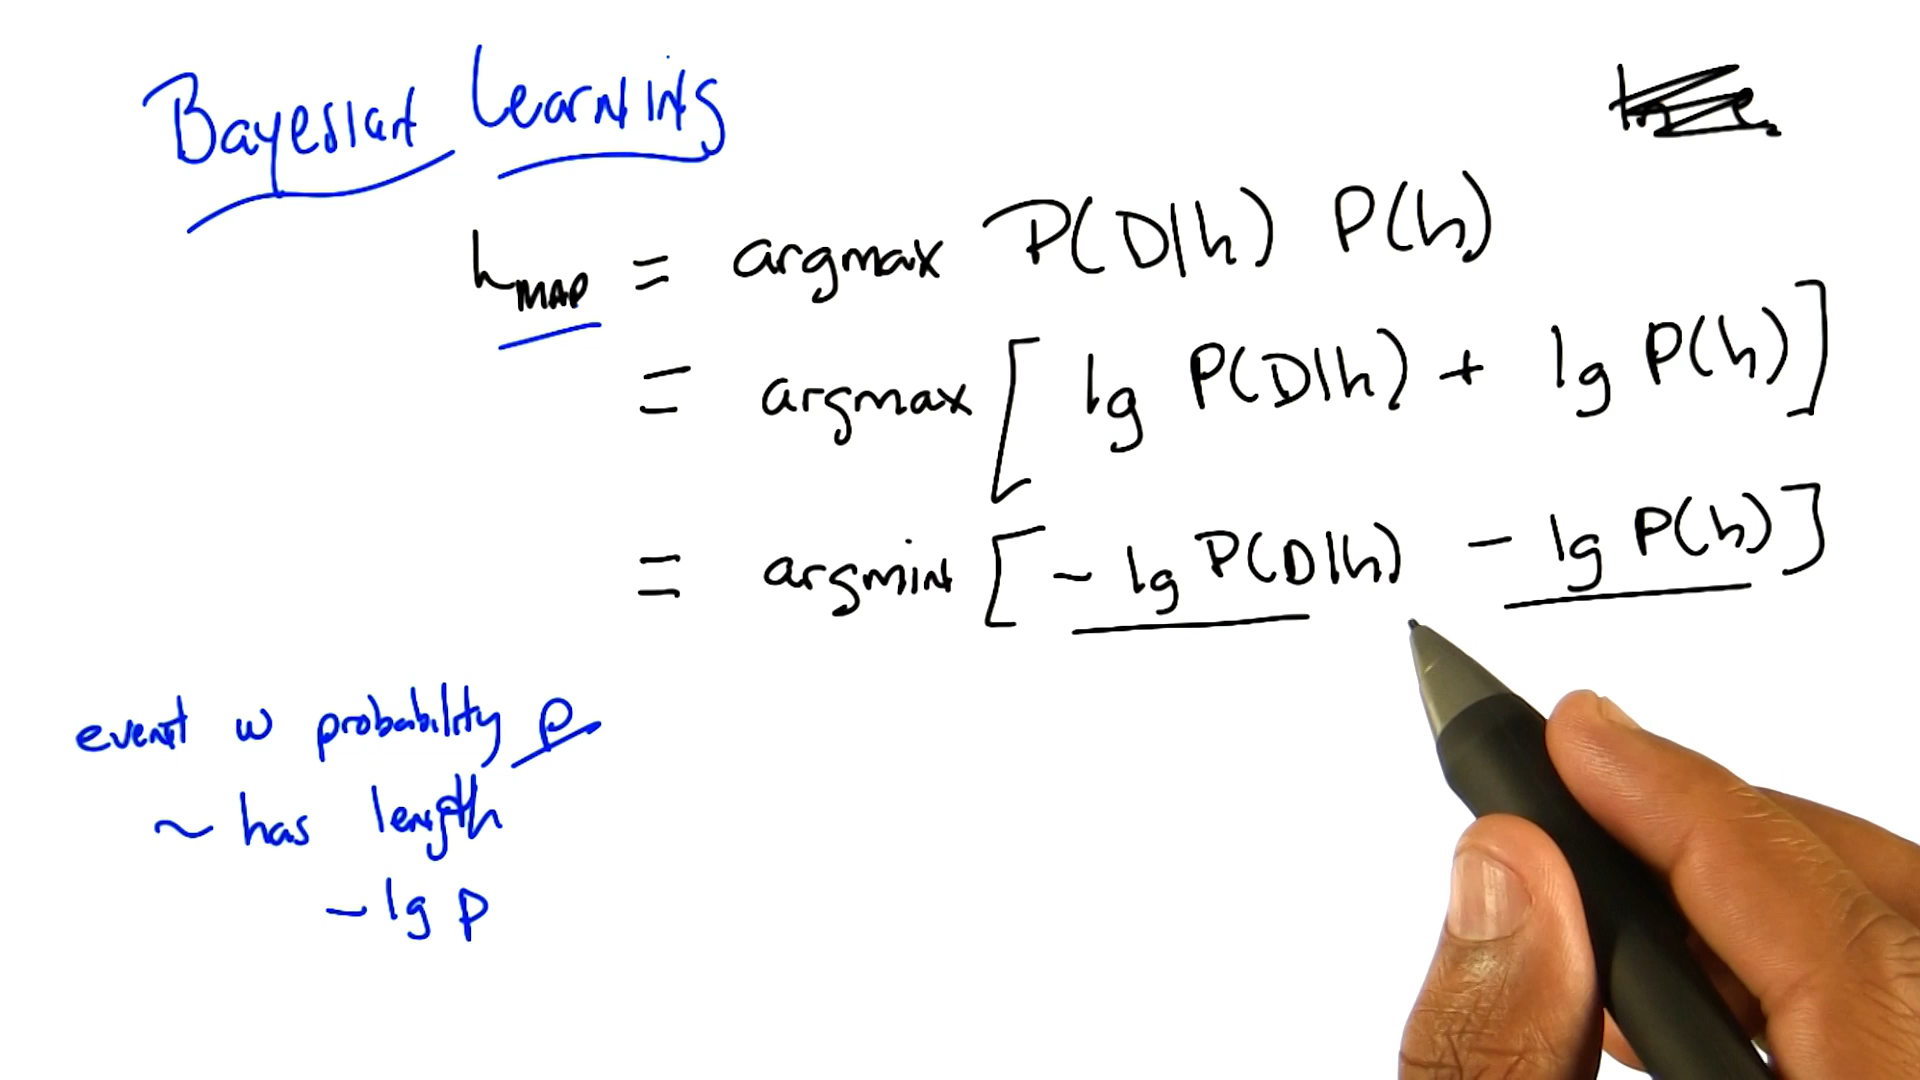 Bayesian Learning
h_MAP = argmax P(D|h) P(h)
= argmax [ lg P(D|h) + lg P(h) ]
= argmin [ - lg P(D|h) - lg P(h) ]
event w probability p
~ has length
- lg p